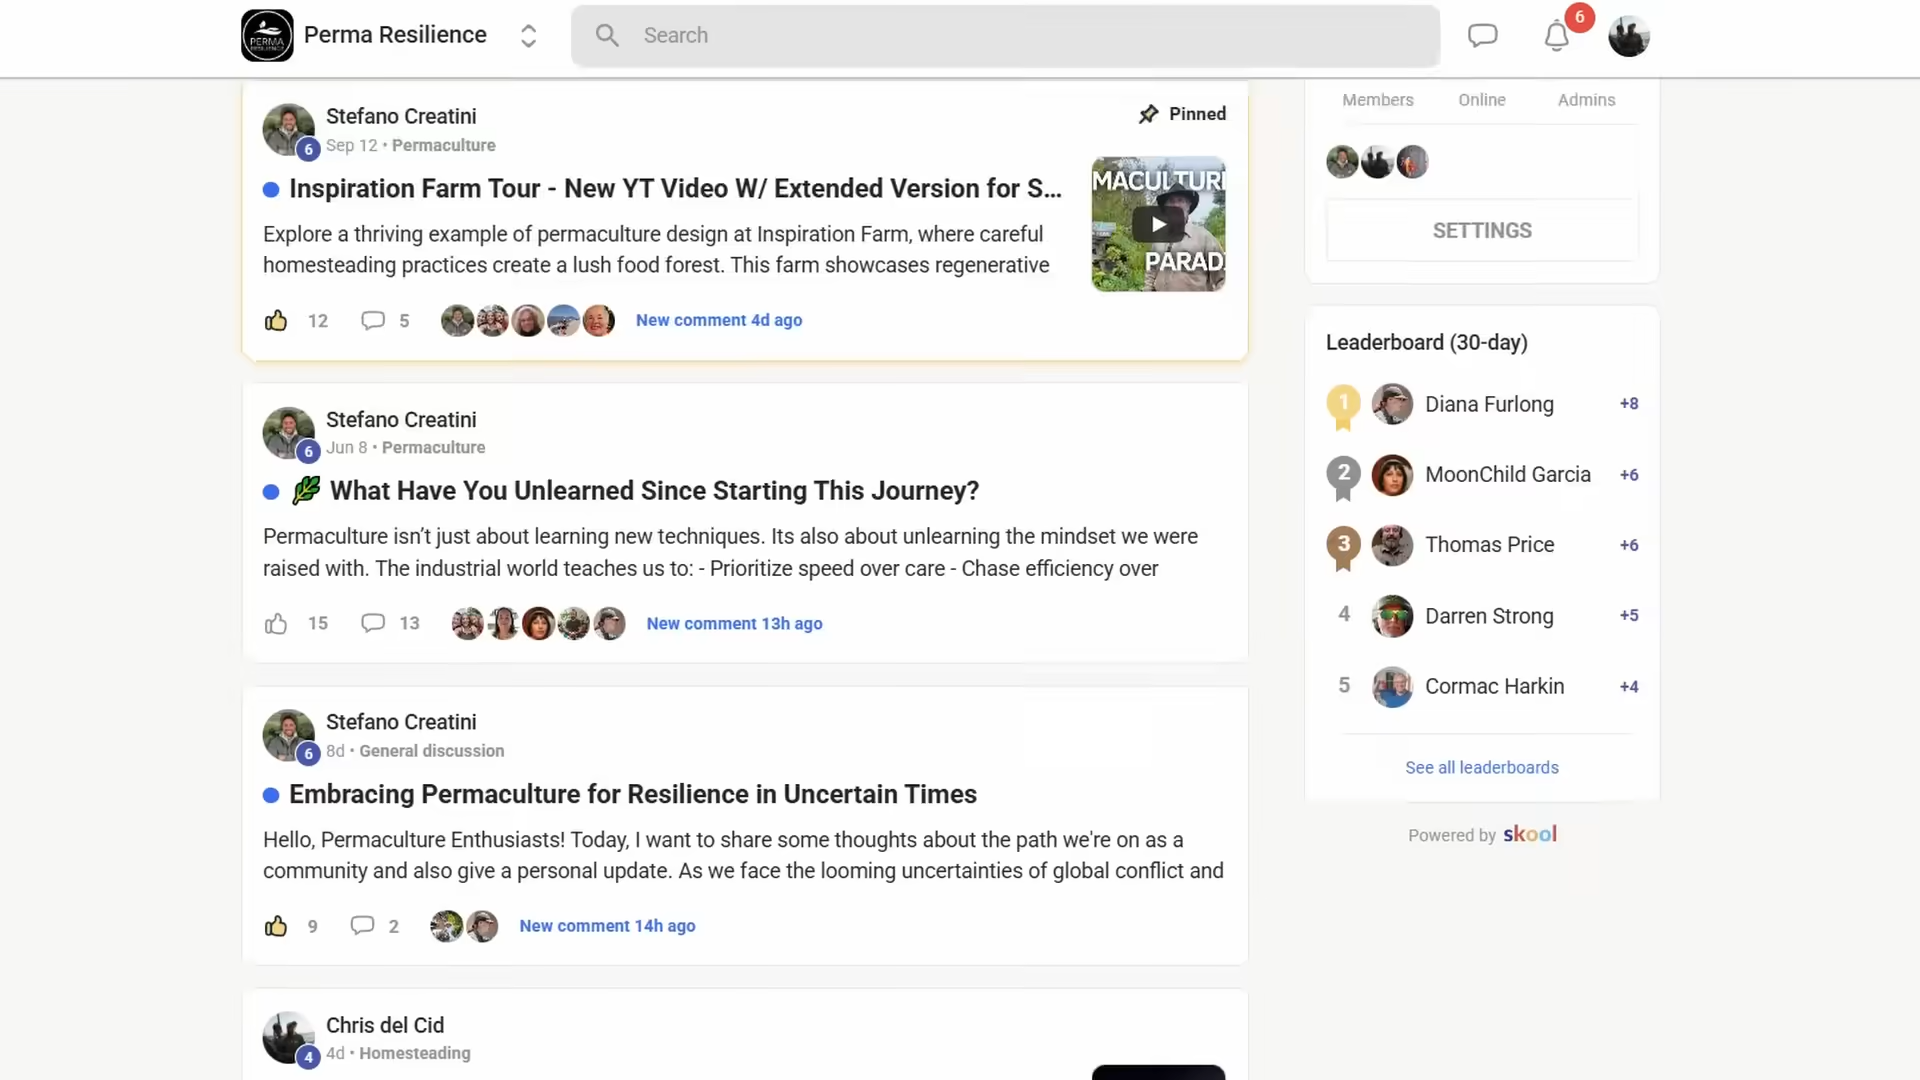 PERMA
RESILIENCE
Perma Resilience
Search
6
Stefano Creatini
6
Sep 12 • Permaculture
Pinned
Inspiration Farm Tour - New YT Video W/ Extended Version for S...
Explore a thriving example of permaculture design at Inspiration Farm, where careful
homesteading practices create a lush food forest. This farm showcases regenerative
MACULTURE
PARAD
12
5
New comment 4d ago
Stefano Creatini
6
Jun 8 • Permaculture
What Have You Unlearned Since Starting This Journey?
Permaculture isn’t just about learning new techniques. Its also about unlearning the mindset we were
raised with. The industrial world teaches us to: - Prioritize speed over care - Chase efficiency over
15
13
New comment 13h ago
Stefano Creatini
6
8d • General discussion
Embracing Permaculture for Resilience in Uncertain Times
Hello, Permaculture Enthusiasts! Today, I want to share some thoughts about the path we're on as a
community and also give a personal update. As we face the looming uncertainties of global conflict and
9
2
New comment 14h ago
Chris del Cid
4
4d • Homesteading
Members
Online
Admins
SETTINGS
Leaderboard (30-day)
1
Diana Furlong
+8
2
MoonChild Garcia
+6
3
Thomas Price
+6
4
Darren Strong
+5
5
Cormac Harkin
+4
See all leaderboards
Powered by skool